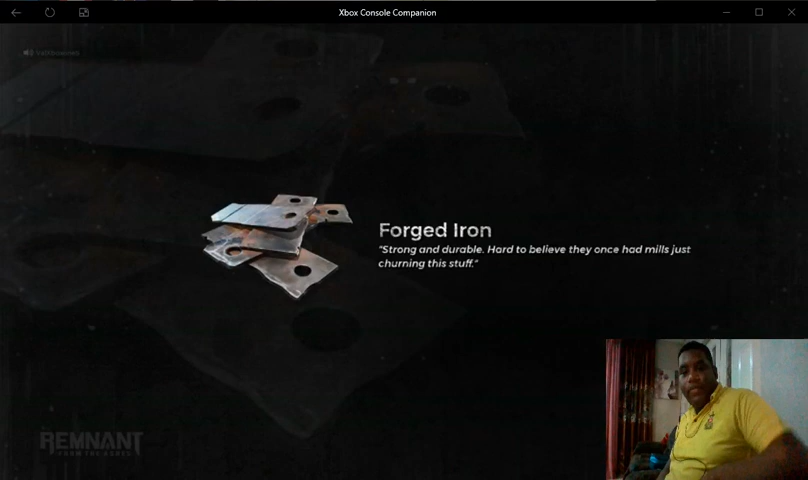 Xbox Console Companion
Forged Iron
"Strong and durable. Hard to believe they once had mills just
churning this stuff."
REMNANT
FROM THE ASHES